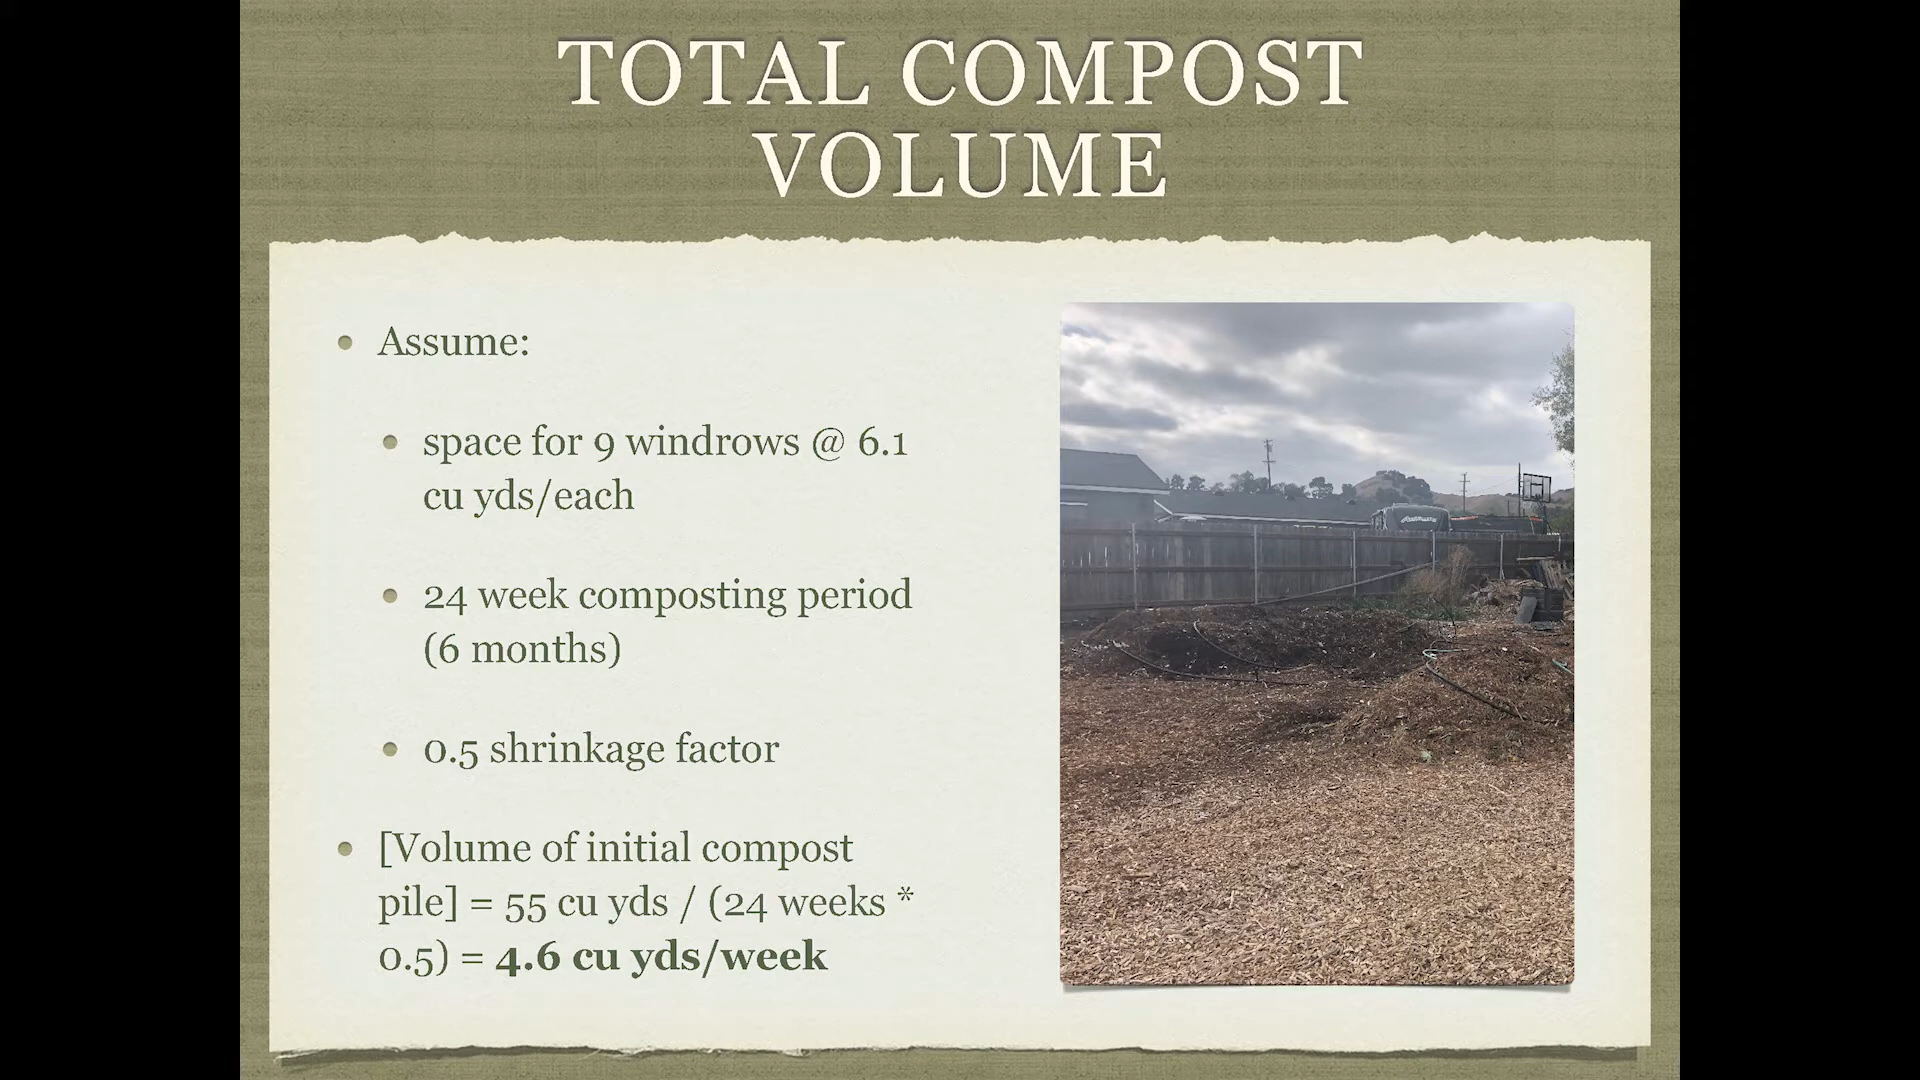 TOTAL COMPOST
VOLUME
Assume:
space for 9 windrows @ 6.1
cu yds/each
24 week composting period
(6 months)
0.5 shrinkage factor
[Volume of initial compost
pile] = 55 cu yds / (24 weeks *
0.5) = 4.6 cu yds/week